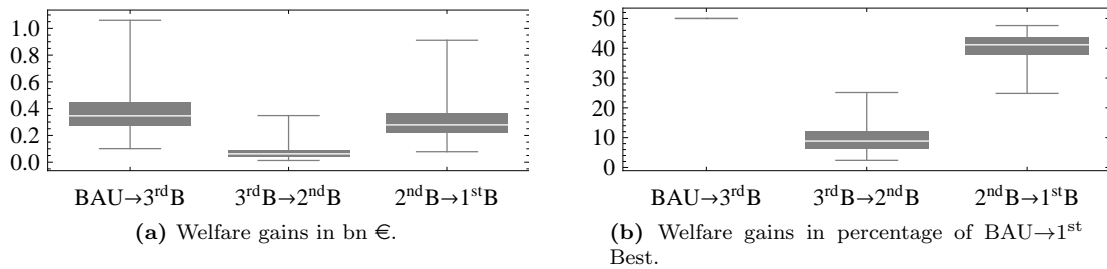 1.0
0.8
0.6
0.4
0.2
0.0
BAU→3rdB 3rdB→2ndB 2ndB→1stB
(a) Welfare gains in bn €.
50
40
30
20
10
0
BAU→3rdB 3rdB→2ndB 2ndB→1stB
(b) Welfare gains in percentage of BAU→1st
Best.